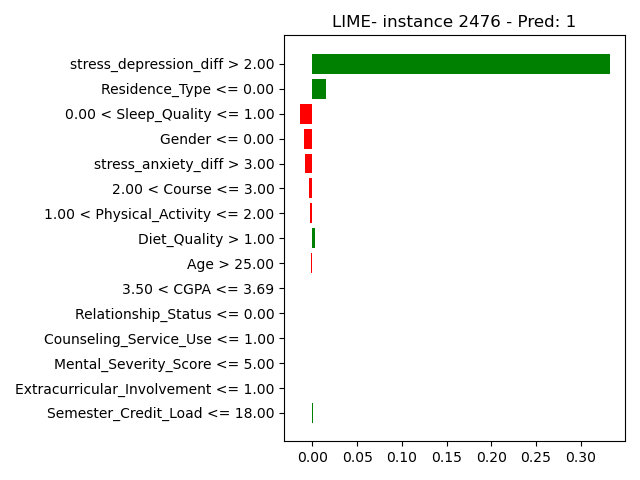 LIME- instance 2476 - Pred: 1
stress_depression_diff > 2.00
Residence_Type <= 0.00
0.00 < Sleep_Quality <= 1.00
Gender <= 0.00
stress_anxiety_diff > 3.00
2.00 < Course <= 3.00
1.00 < Physical_Activity <= 2.00
Diet_Quality > 1.00
Age > 25.00
3.50 < CGPA <= 3.69
Relationship_Status <= 0.00
Counseling_Service_Use <= 1.00
Mental_Severity_Score <= 5.00
Extracurricular_Involvement <= 1.00
Semester_Credit_Load <= 18.00
0.00 0.05 0.10 0.15 0.20 0.25 0.30